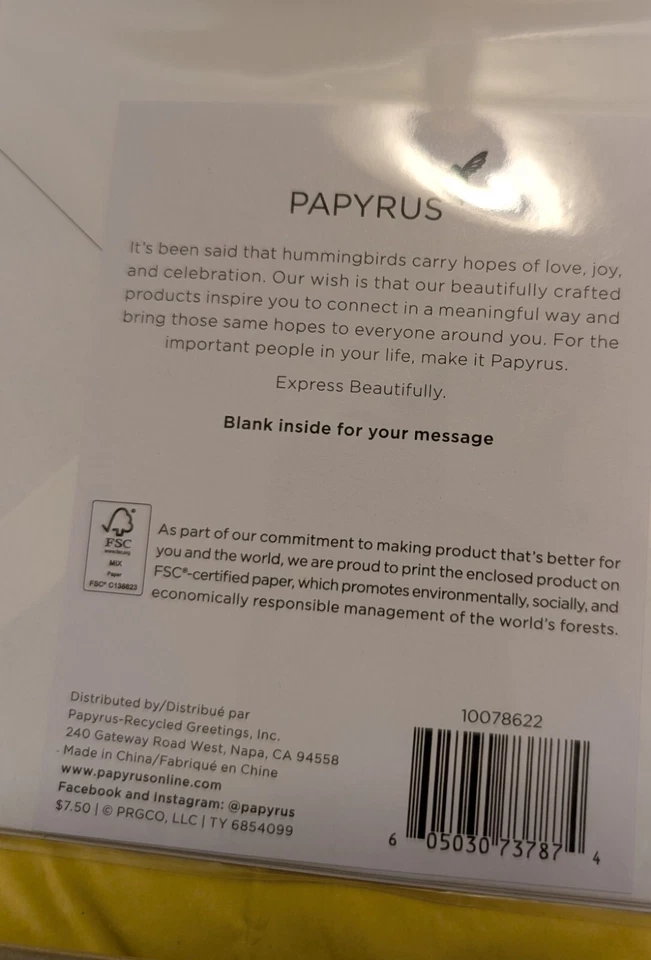 PAPYRUS
It's been said that hummingbirds carry hopes of love, joy,
and celebration. Our wish is that our beautifully crafted
products inspire you to connect in a meaningful way and
bring those same hopes to everyone around you. For the
important people in your life, make it Papyrus.
Express Beautifully.
Blank inside for your message
FSC
www.fsc.org
MIX
Paper
FSC® C138623
As part of our commitment to making product that's better for
you and the world, we are proud to print the enclosed product on
FSC®-certified paper, which promotes environmentally, socially, and
economically responsible management of the world's forests.
Distributed by/Distribué par
Papyrus-Recycled Greetings, Inc.
240 Gateway Road West, Napa, CA 94558
Made in China/Fabriqué en Chine
www.papyrusonline.com
Facebook and Instagram: @papyrus
$7.50 | © PRGCO, LLC | TY 6854099
10078622
6 05030 73787 4